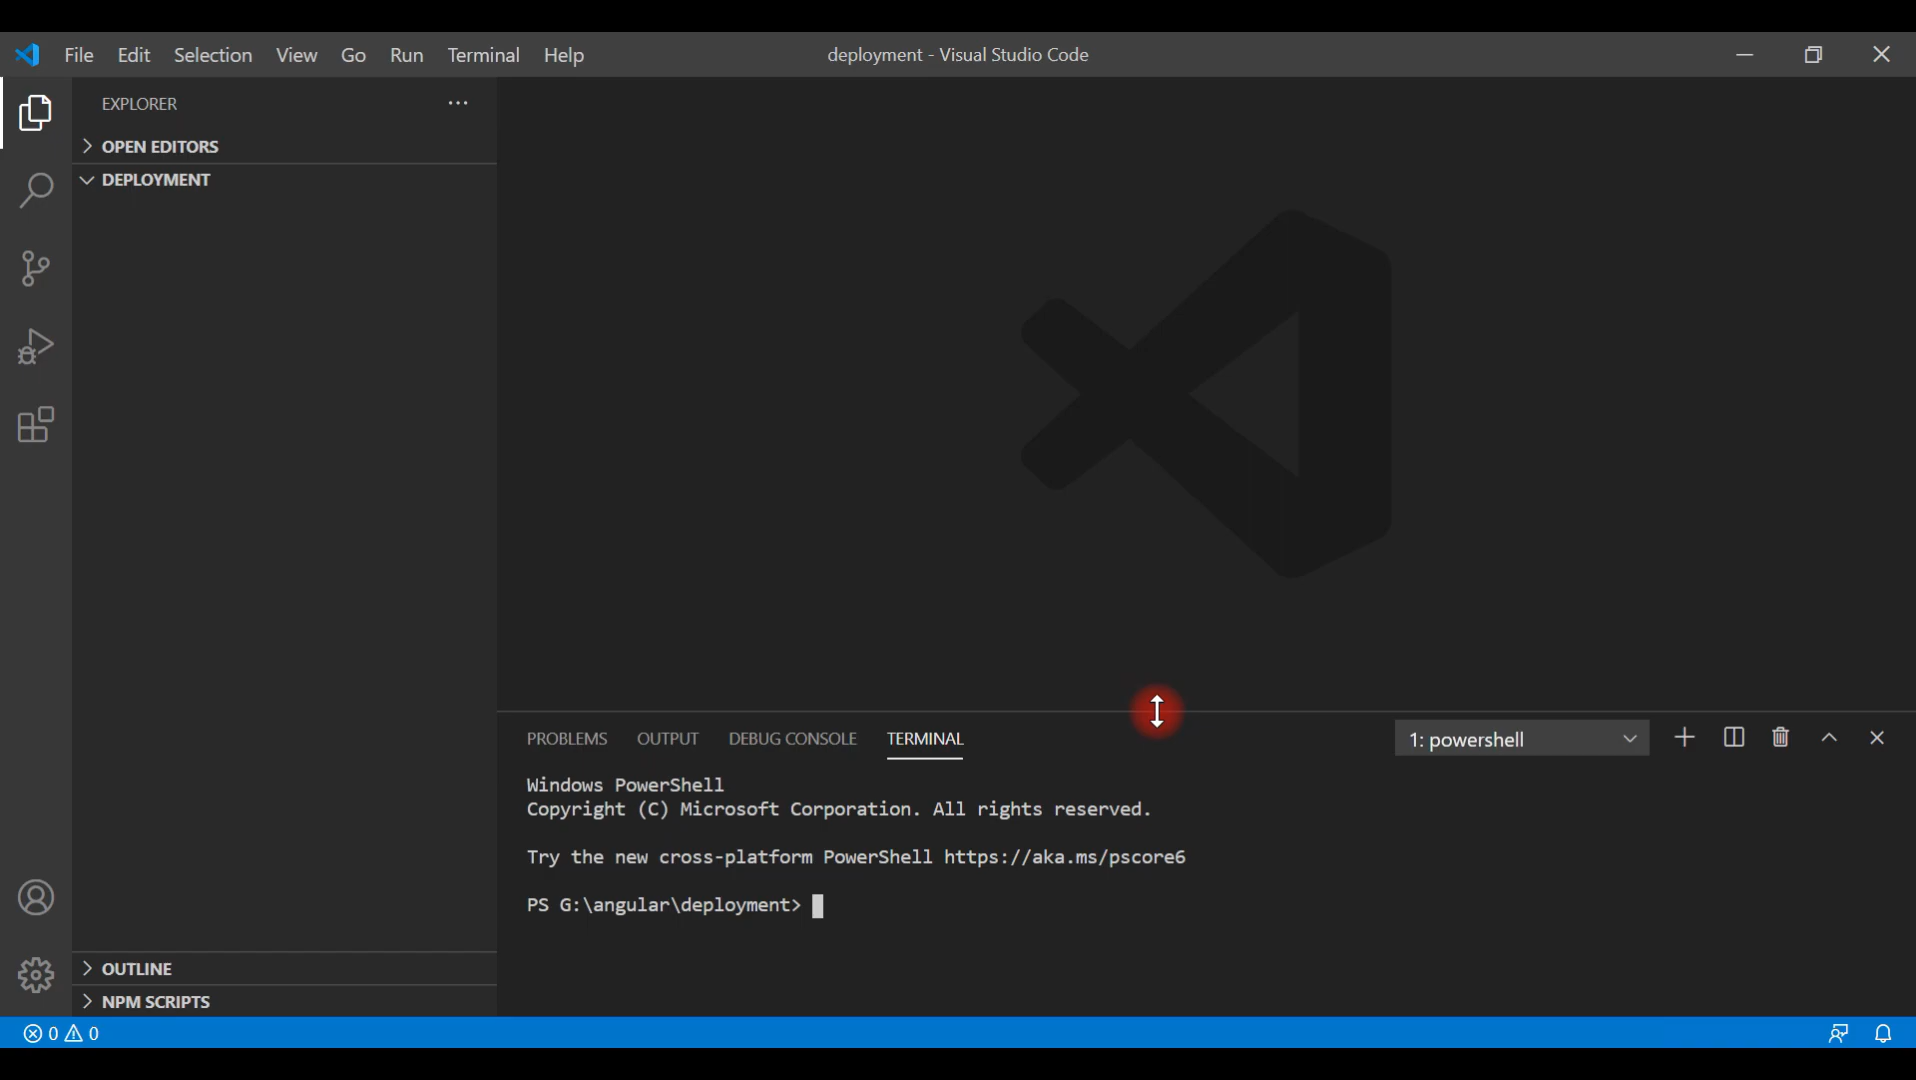 File Edit Selection View Go Run Terminal Help
deployment - Visual Studio Code
EXPLORER
OPEN EDITORS
DEPLOYMENT
PROBLEMS OUTPUT DEBUG CONSOLE TERMINAL
1: powershell
Windows PowerShell
Copyright (C) Microsoft Corporation. All rights reserved.
Try the new cross-platform PowerShell https://aka.ms/pscore6
PS G:\angular\deployment>
OUTLINE
NPM SCRIPTS
0 0